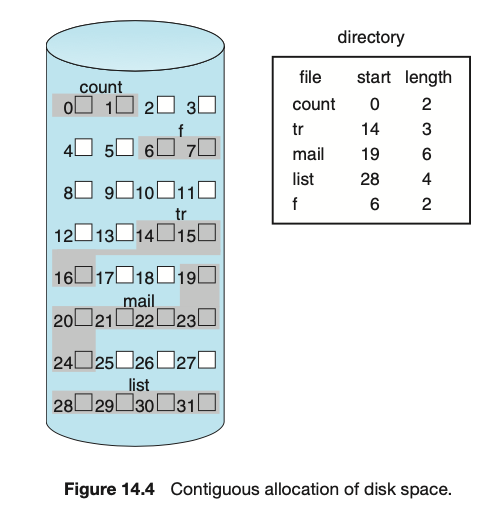 directory
file start length
count 0 2
tr 14 3
mail 19 6
list 28 4
f 6 2
count
0 1 2 3
f
4 5 6 7
8 9 10 11
tr
12 13 14 15
16 17 18 19
mail
20 21 22 23
24 25 26 27
list
28 29 30 31
Figure 14.4 Contiguous allocation of disk space.